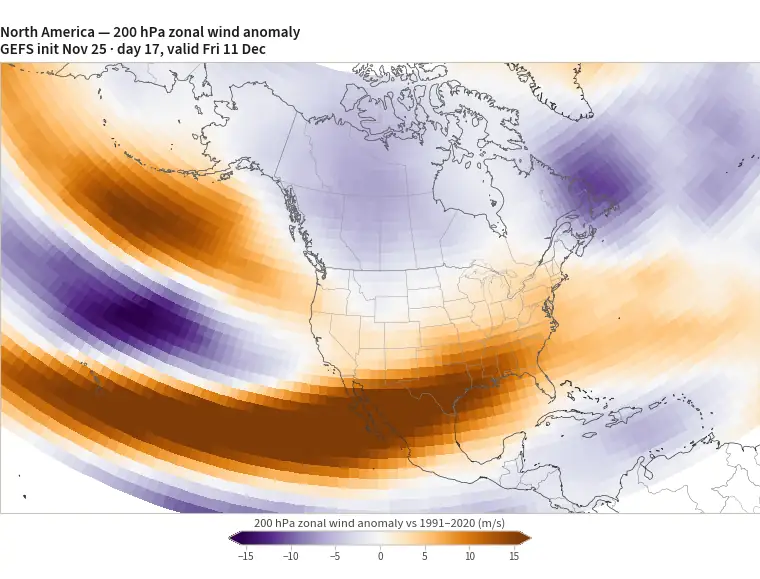 North America — 200 hPa zonal wind anomaly
GEFS init Nov 25 · day 17, valid Fri 11 Dec
200 hPa zonal wind anomaly vs 1991–2020 (m/s)
−15 −10 −5 0 5 10 15